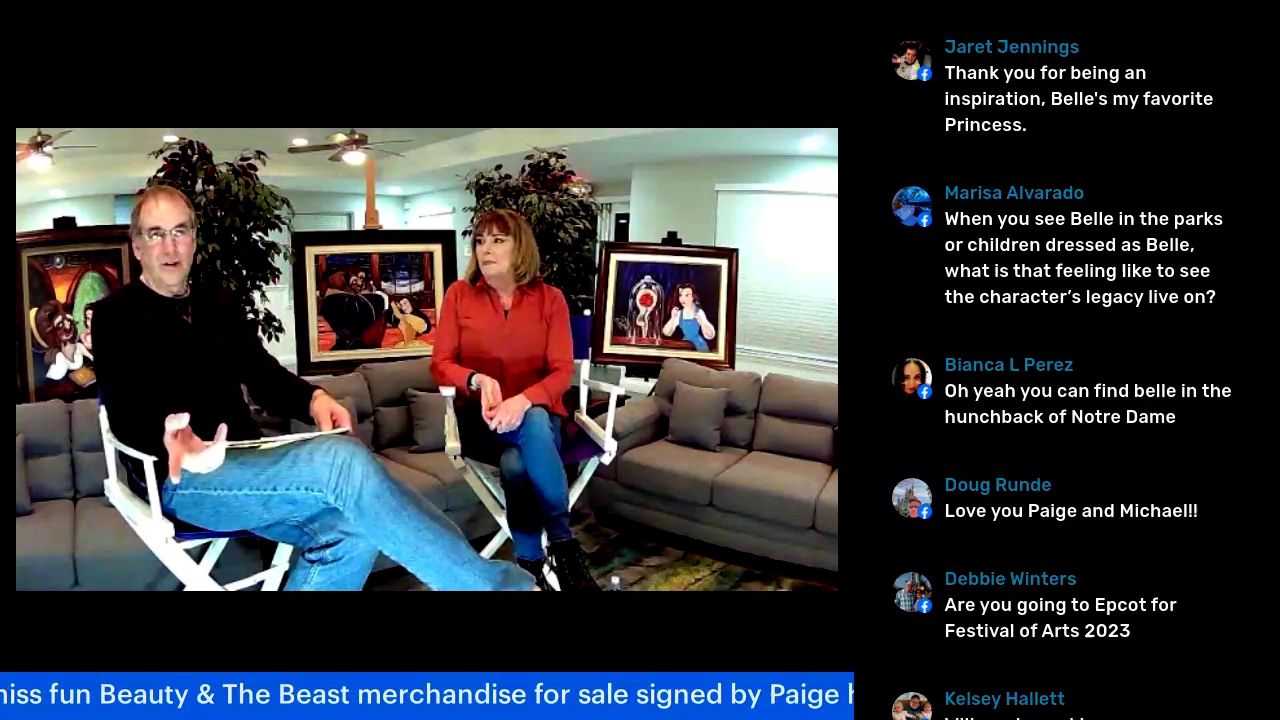 Jaret Jennings
Thank you for being an
inspiration, Belle's my favorite
Princess.
Marisa Alvarado
When you see Belle in the parks
or children dressed as Belle,
what is that feeling like to see
the character’s legacy live on?
Bianca L Perez
Oh yeah you can find belle in the
hunchback of Notre Dame
Doug Runde
Love you Paige and Michael!!!
Debbie Winters
Are you going to Epcot for
Festival of Arts 2023
Kelsey Hallett
miss fun Beauty & The Beast merchandise for sale signed by Paige